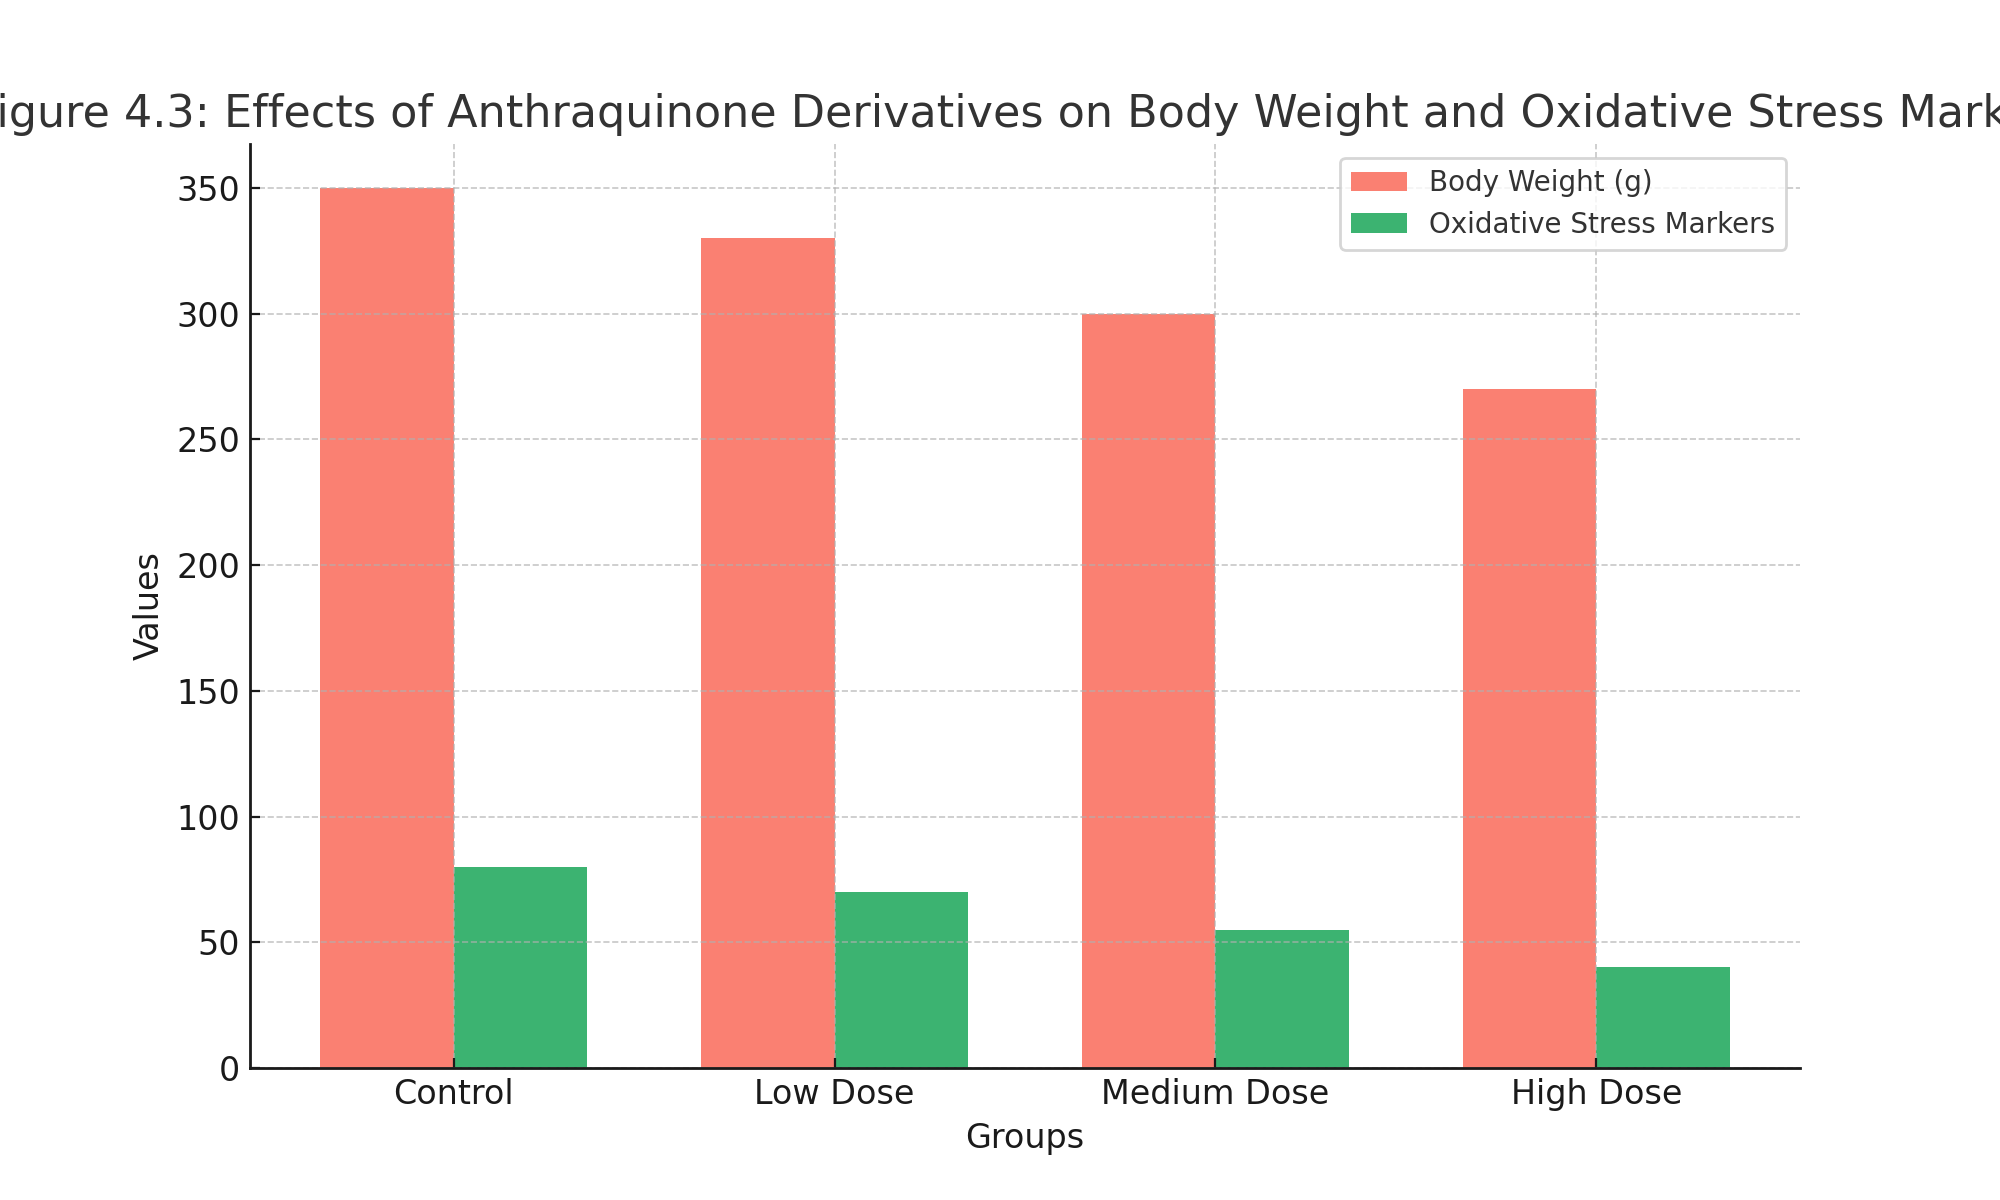 igure 4.3: Effects of Anthraquinone Derivatives on Body Weight and Oxidative Stress Mark
Body Weight (g)
Oxidative Stress Markers
350
300
250
200
150
100
50
0
Values
Control Low Dose Medium Dose High Dose
Groups